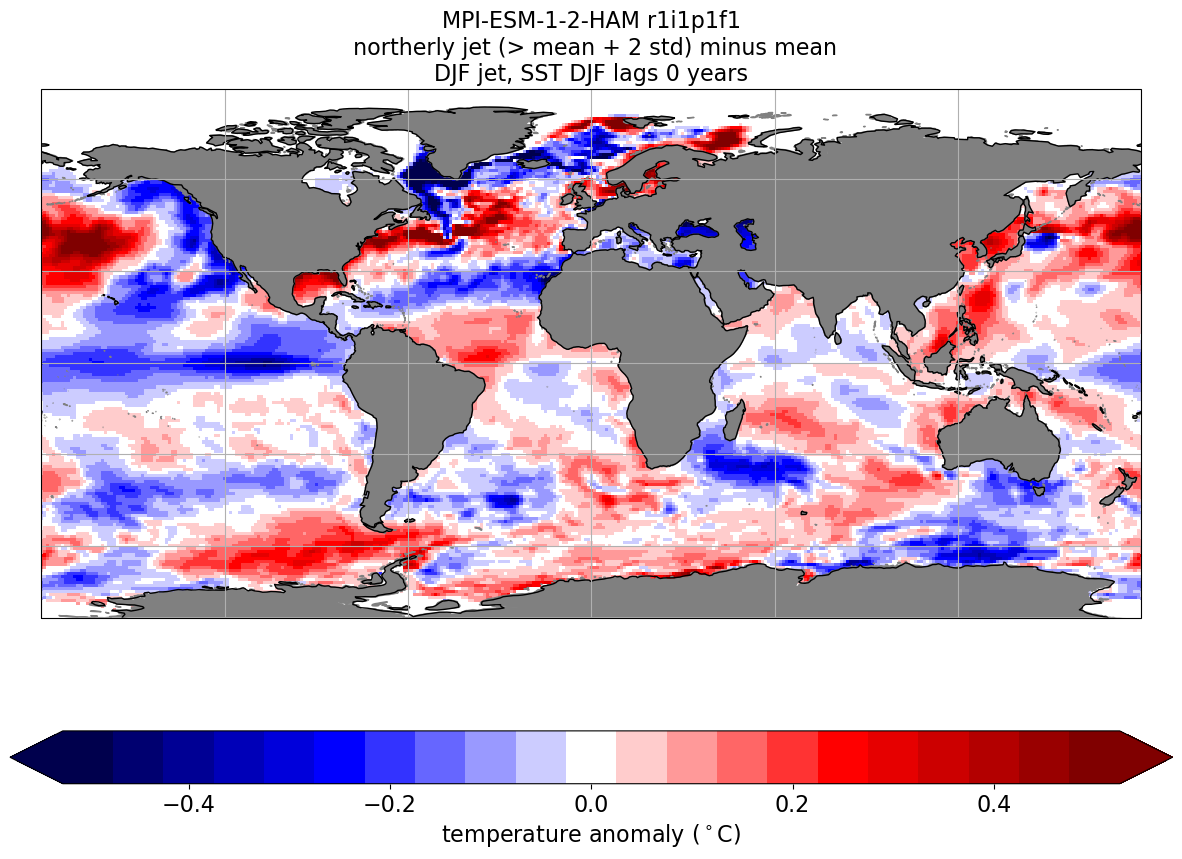 MPI-ESM-1-2-HAM r1i1p1f1
northerly jet (> mean + 2 std) minus mean
DJF jet, SST DJF lags 0 years
−0.4 −0.2 0.0 0.2 0.4
temperature anomaly (°C)